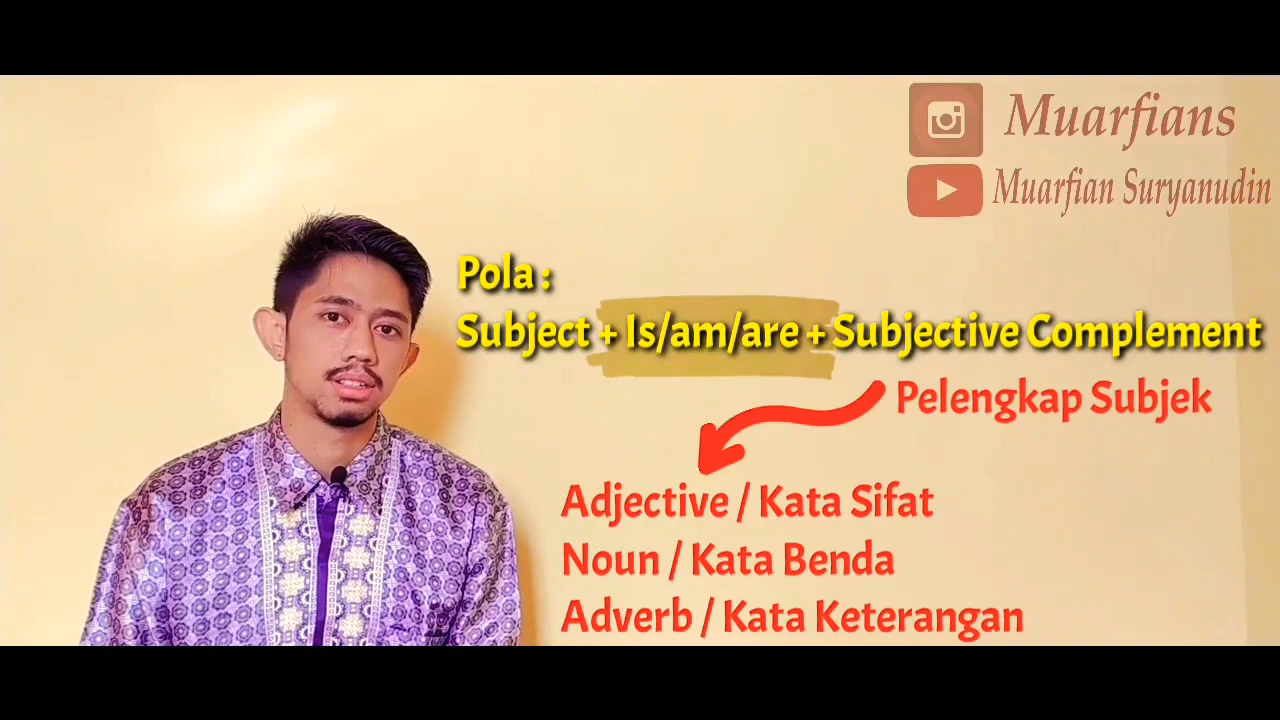 Muarfians
Muarfian Suryanudin
Pola :
Subject + Is/am/are + Subjective Complement
Pelengkap Subjek
Adjective / Kata Sifat
Noun / Kata Benda
Adverb / Kata Keterangan